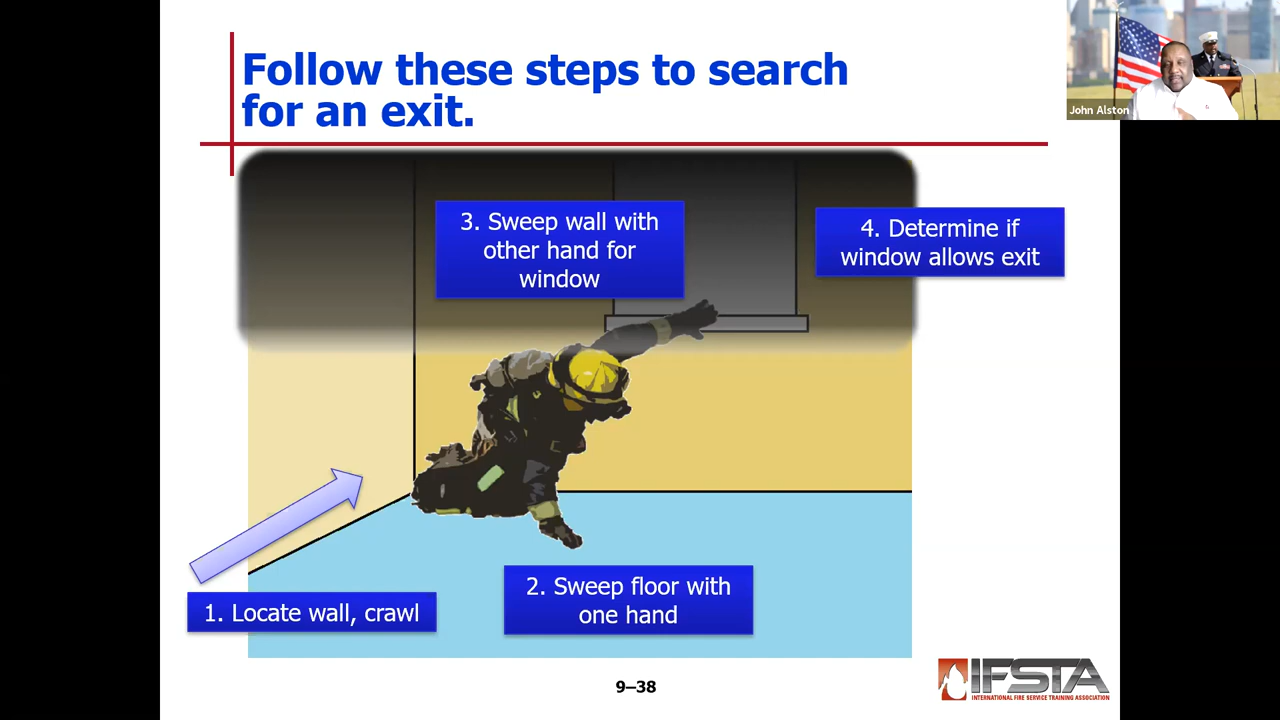 Follow these steps to search
for an exit.
John Alston
3. Sweep wall with
other hand for
window
4. Determine if
window allows exit
1. Locate wall, crawl
2. Sweep floor with
one hand
9–38
IFSTA
INTERNATIONAL FIRE SERVICE TRAINING ASSOCIATION